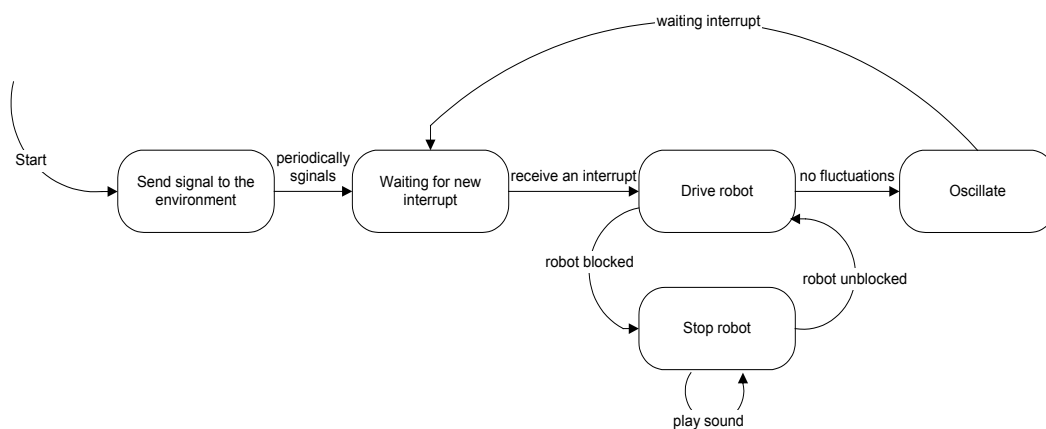 waiting interrupt
Start
Send signal to the
environment
periodically
sginals
Waiting for new
interrupt
receive an interrupt
Drive robot
no fluctuations
Oscillate
robot blocked
robot unblocked
Stop robot
play sound